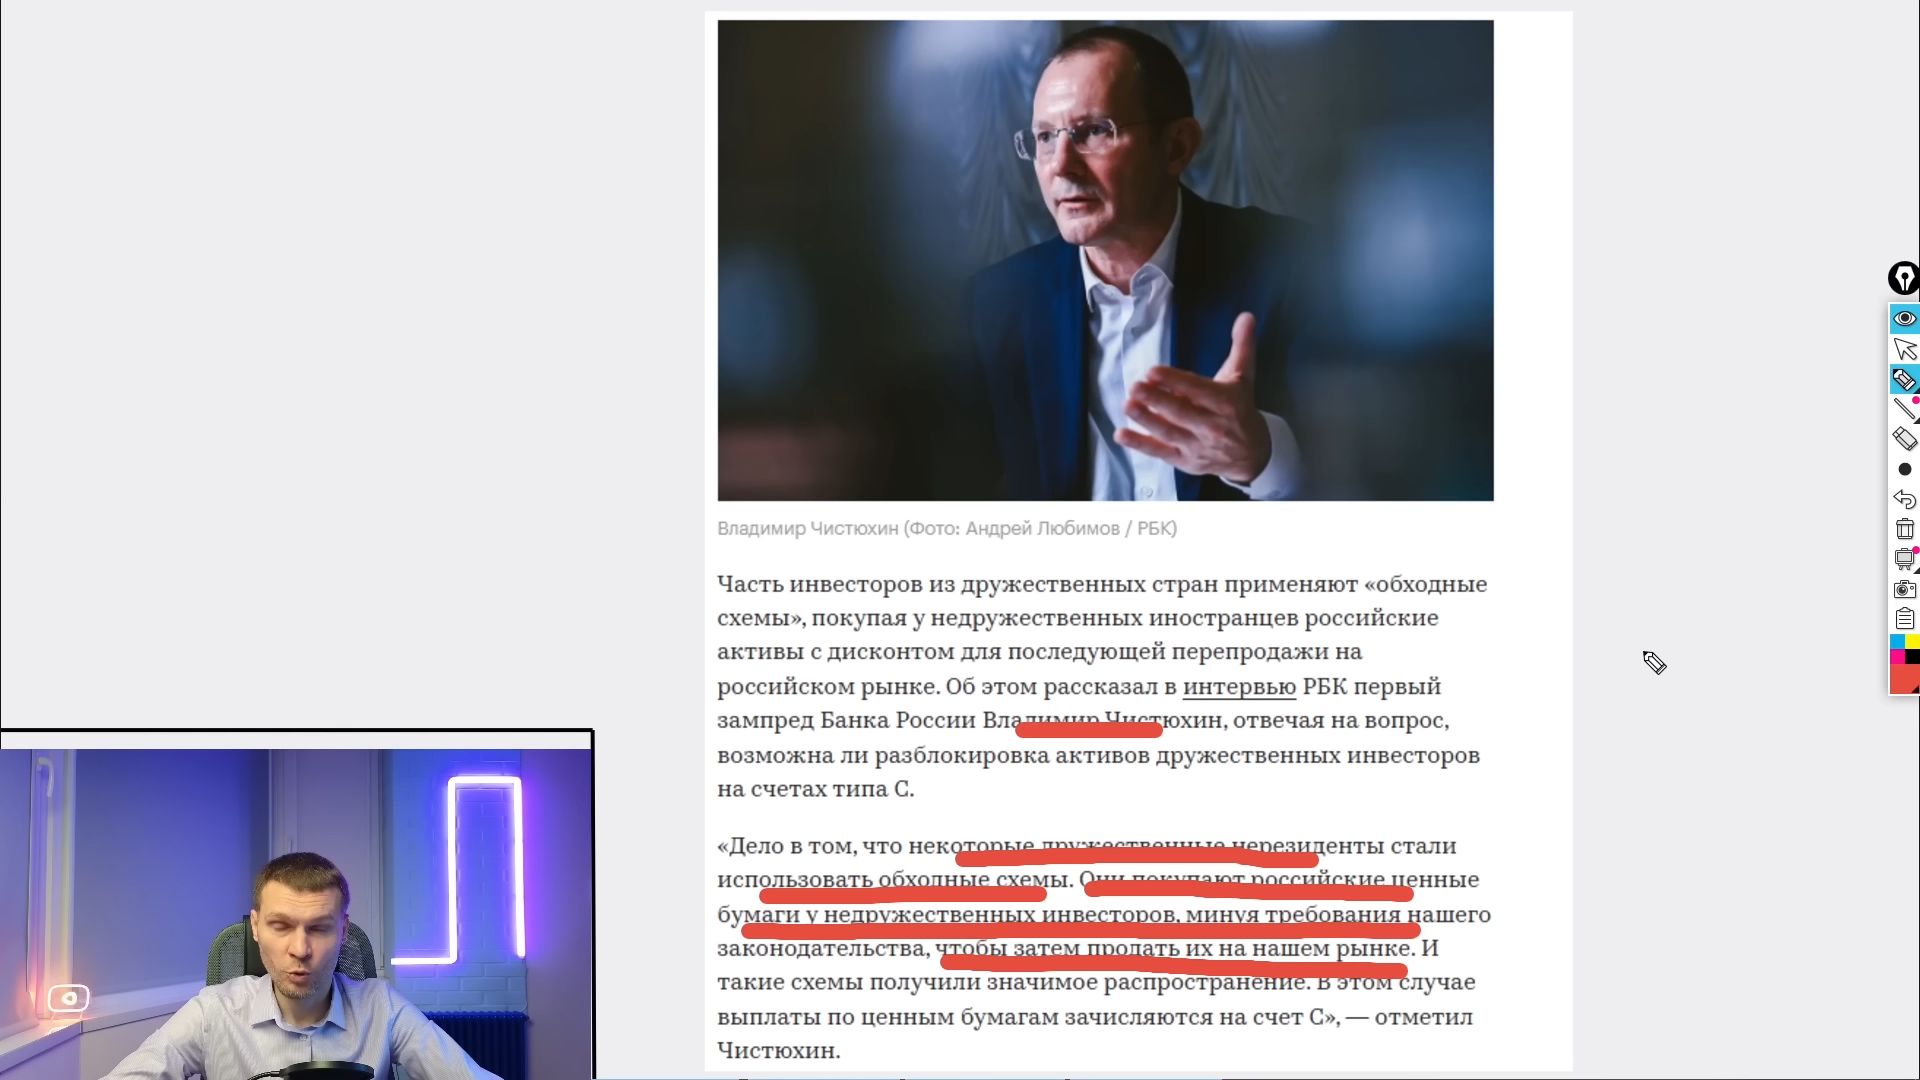 Владимир Чистюхин (Фото: Андрей Любимов / РБК)
Часть инвесторов из дружественных стран применяют «обходные
схемы», покупая у недружественных иностранцев российские
активы с дисконтом для последующей перепродажи на
российском рынке. Об этом рассказал в интервью РБК первый
зампред Банка России Владимир Чистюхин, отвечая на вопрос,
возможна ли разблокировка активов дружественных инвесторов
на счетах типа С.
«Дело в том, что некоторые дружественные нерезиденты стали
использовать обходные схемы. Они покупают российские ценные
бумаги у недружественных инвесторов, минуя требования нашего
законодательства, чтобы затем продать их на нашем рынке. И
такие схемы получили значимое распространение. В этом случае
выплаты по ценным бумагам зачисляются на счет С», — отметил
Чистюхин.